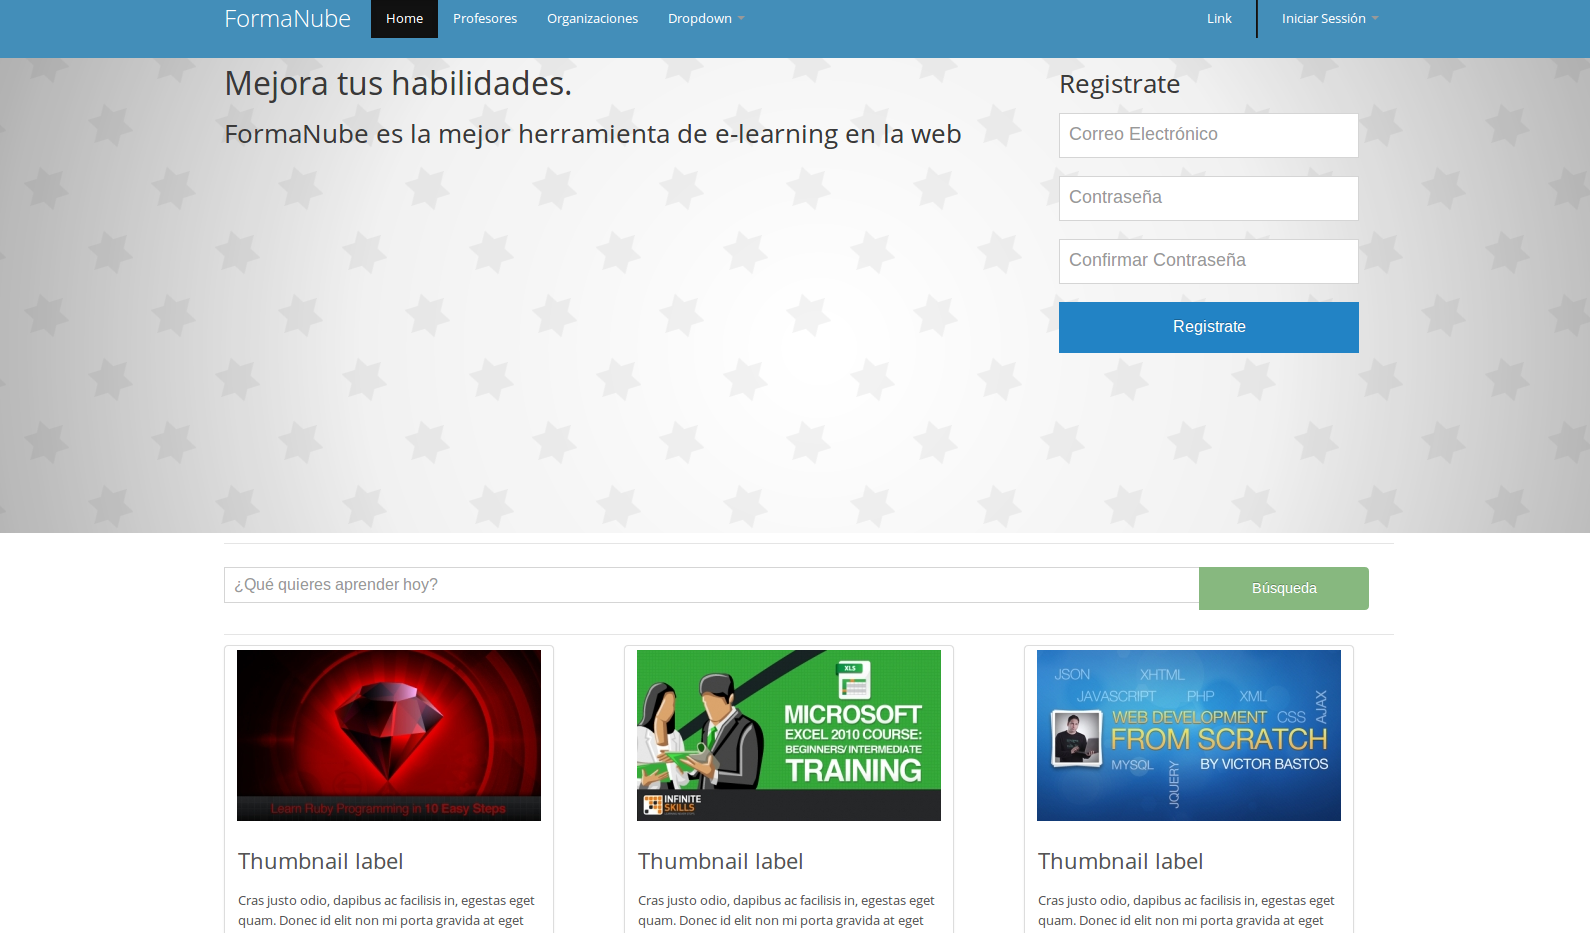 FormaNube Home Profesores Organizaciones Dropdown Link Iniciar Sessión
Mejora tus habilidades.
FormaNube es la mejor herramienta de e-learning en la web
Registrate
Correo Electrónico
Contraseña
Confirmar Contraseña
Registrate
¿Qué quieres aprender hoy? Búsqueda
Learn Ruby Programming in 10 Easy Steps
XLS
MICROSOFT
EXCEL 2010 COURSE:
BEGINNERS/INTERMEDIATE
TRAINING
INFINITE
SKILLS
JSON XHTML
JAVASCRIPT PHP XML AJAX
WEB DEVELOPMENT CSS
FROM SCRATCH
MYSQL BY VICTOR BASTOS
JQUERY
Thumbnail label
Cras justo odio, dapibus ac facilisis in, egestas eget
quam. Donec id elit non mi porta gravida at eget
Thumbnail label
Cras justo odio, dapibus ac facilisis in, egestas eget
quam. Donec id elit non mi porta gravida at eget
Thumbnail label
Cras justo odio, dapibus ac facilisis in, egestas eget
quam. Donec id elit non mi porta gravida at eget